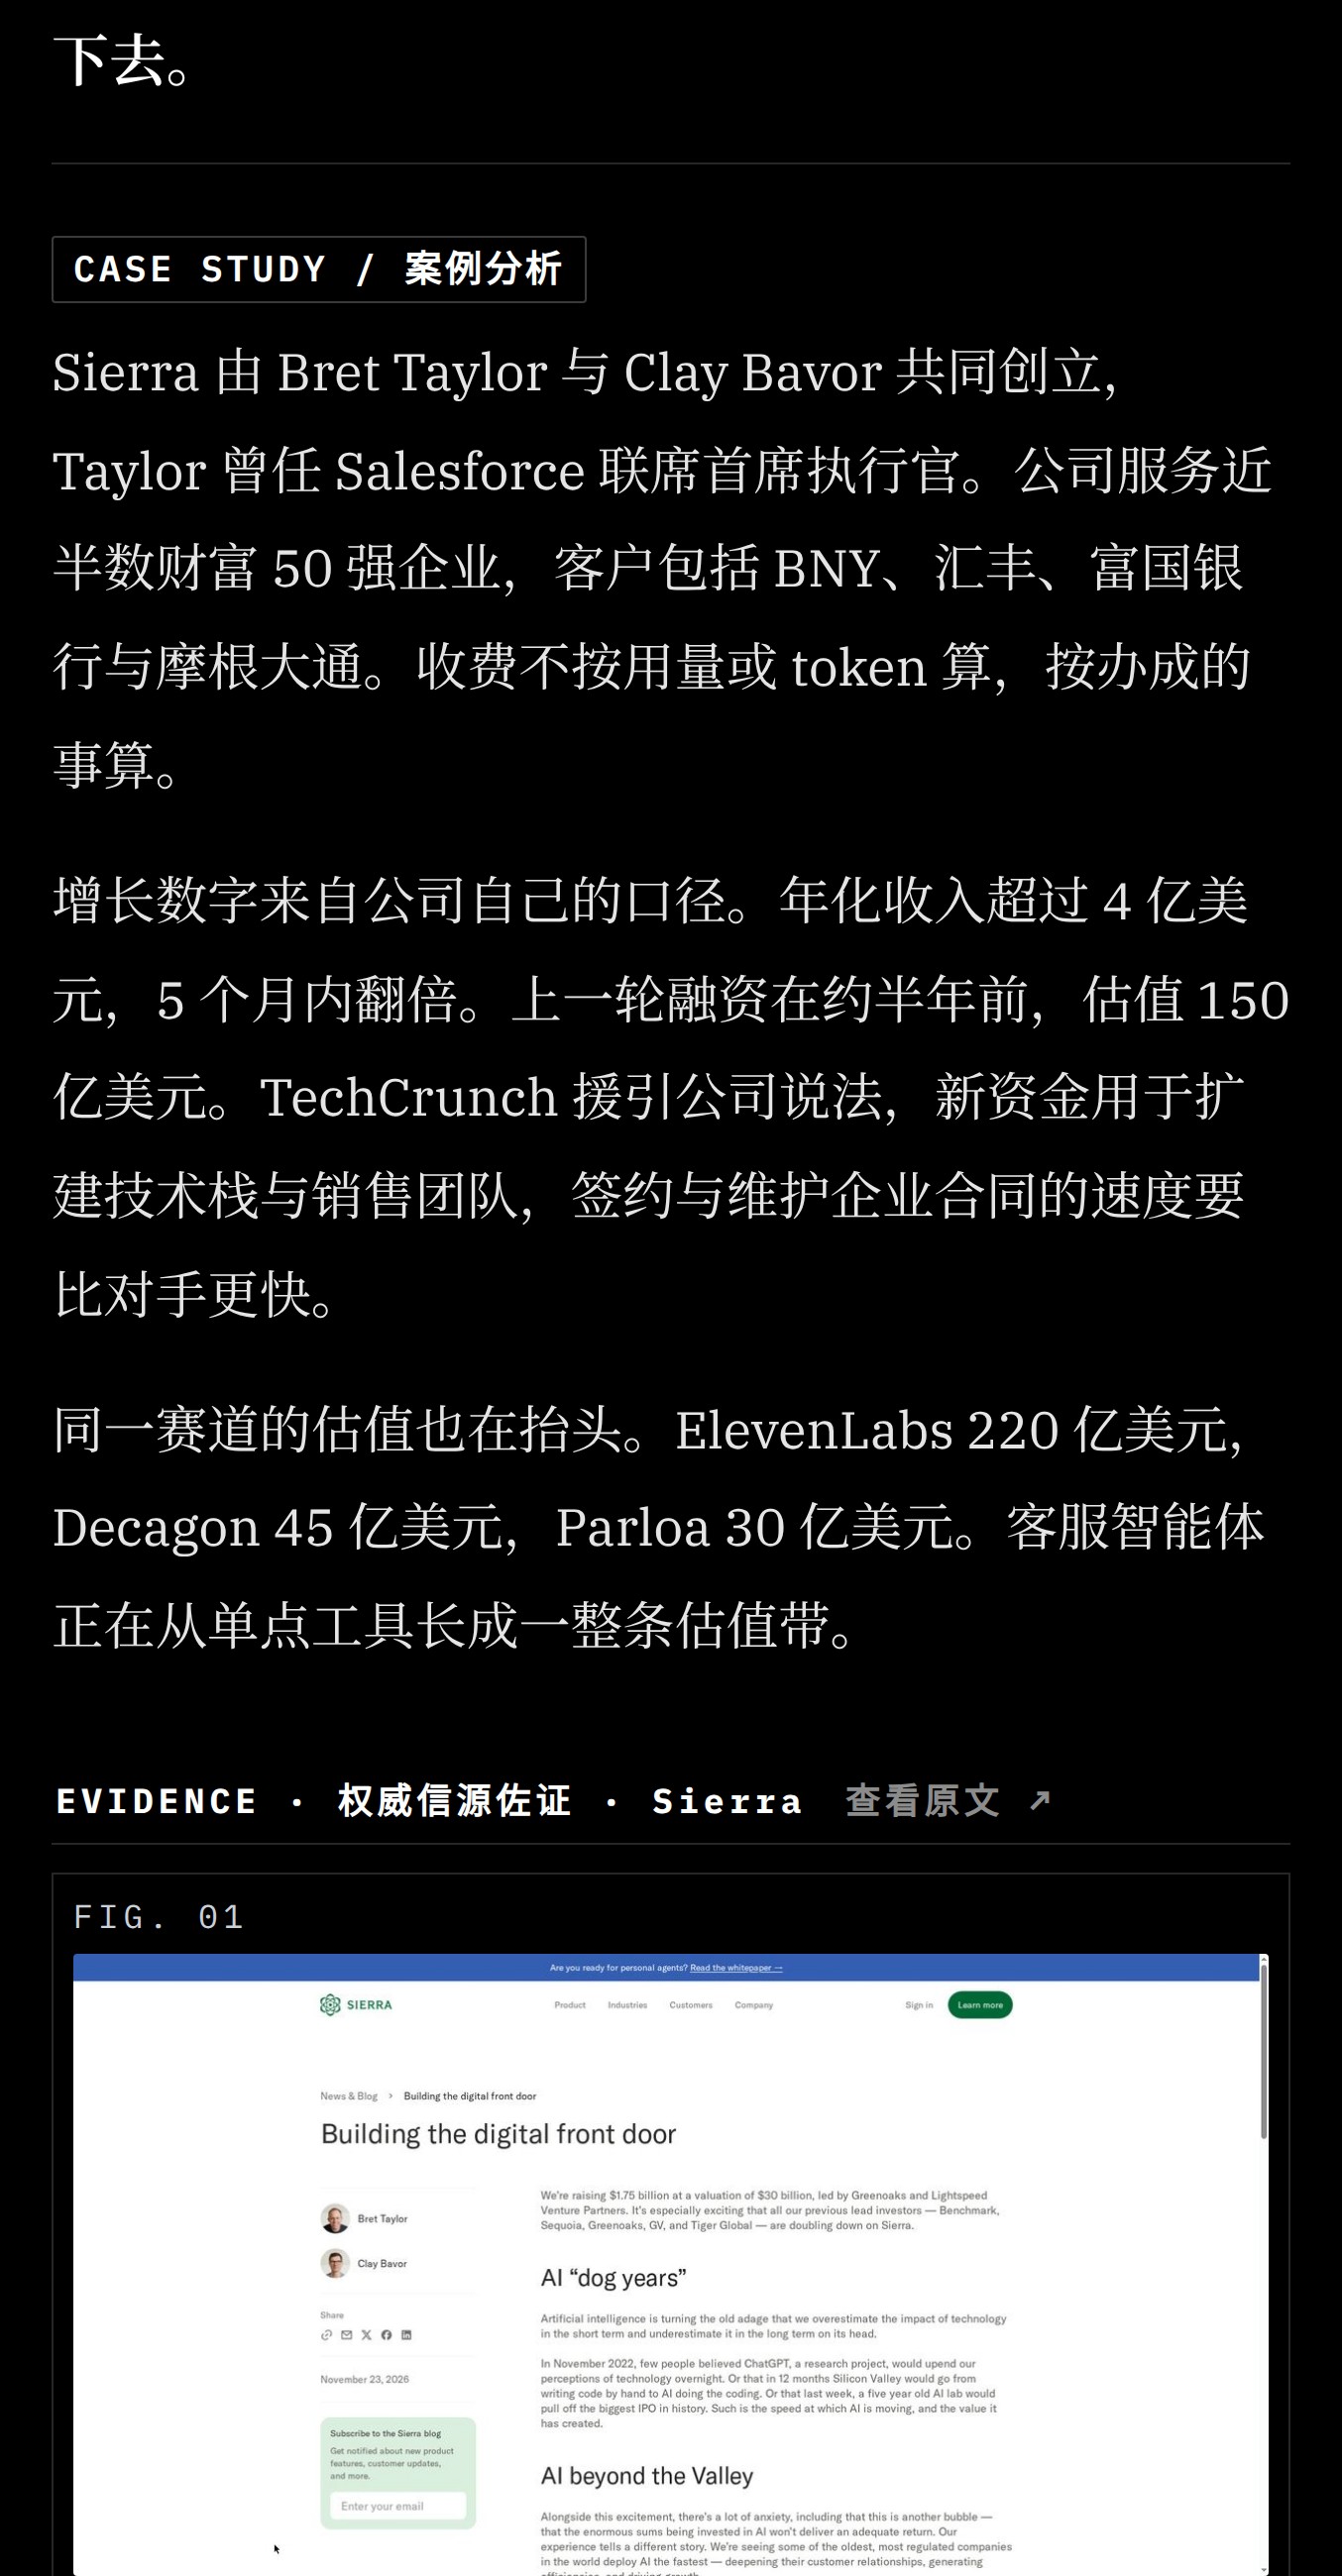 下去。
CASE STUDY / 案例分析
Sierra 由 Bret Taylor 与 Clay Bavor 共同创立，
Taylor 曾任 Salesforce 联席首席执行官。公司服务近
半数财富 50 强企业，客户包括 BNY、汇丰、富国银
行与摩根大通。收费不按用量或 token 算，按办成的
事算。
增长数字来自公司自己的口径。年化收入超过 4 亿美
元，5 个月内翻倍。上一轮融资在约半年前，估值 150
亿美元。TechCrunch 援引公司说法，新资金用于扩
建技术栈与销售团队，签约与维护企业合同的速度要
比对手更快。
同一赛道的估值也在抬头。ElevenLabs 220 亿美元，
Decagon 45 亿美元，Parloa 30 亿美元。客服智能体
正在从单点工具长成一整条估值带。
EVIDENCE · 权威信源佐证 · Sierra 查看原文 ↗
FIG. 01
Are you ready for personal agents? Read the whitepaper →
SIERRA Product Industries Customers Company Sign in Learn more
News & Blog > Building the digital front door
Building the digital front door
Bret Taylor
Clay Bavor
Share
November 23, 2026
Subscribe to the Sierra blog
Get notified about new product
features, customer updates,
and more.
Enter your email
We're raising $1.75 billion at a valuation of $30 billion, led by Greenoaks and Lightspeed
Venture Partners. It's especially exciting that all our previous lead investors — Benchmark,
Sequoia, Greenoaks, GV, and Tiger Global — are doubling down on Sierra.
AI “dog years”
Artificial intelligence is turning the old adage that we overestimate the impact of technology
in the short term and underestimate it in the long term on its head.
In November 2022, few people believed ChatGPT, a research project, would upend our
perceptions of technology overnight. Or that in 12 months Silicon Valley would go from
writing code by hand to AI doing the coding. Or that last week, a five year old AI lab would
pull off the biggest IPO in history. Such is the speed at which AI is moving, and the value it
has created.
AI beyond the Valley
Alongside this excitement, there's a lot of anxiety, including that this is another bubble —
that the enormous sums being invested in AI won't deliver an adequate return. Our
experience tells a different story. We're seeing some of the oldest, most regulated companies
in the world deploy AI the fastest — deepening their customer relationships, generating